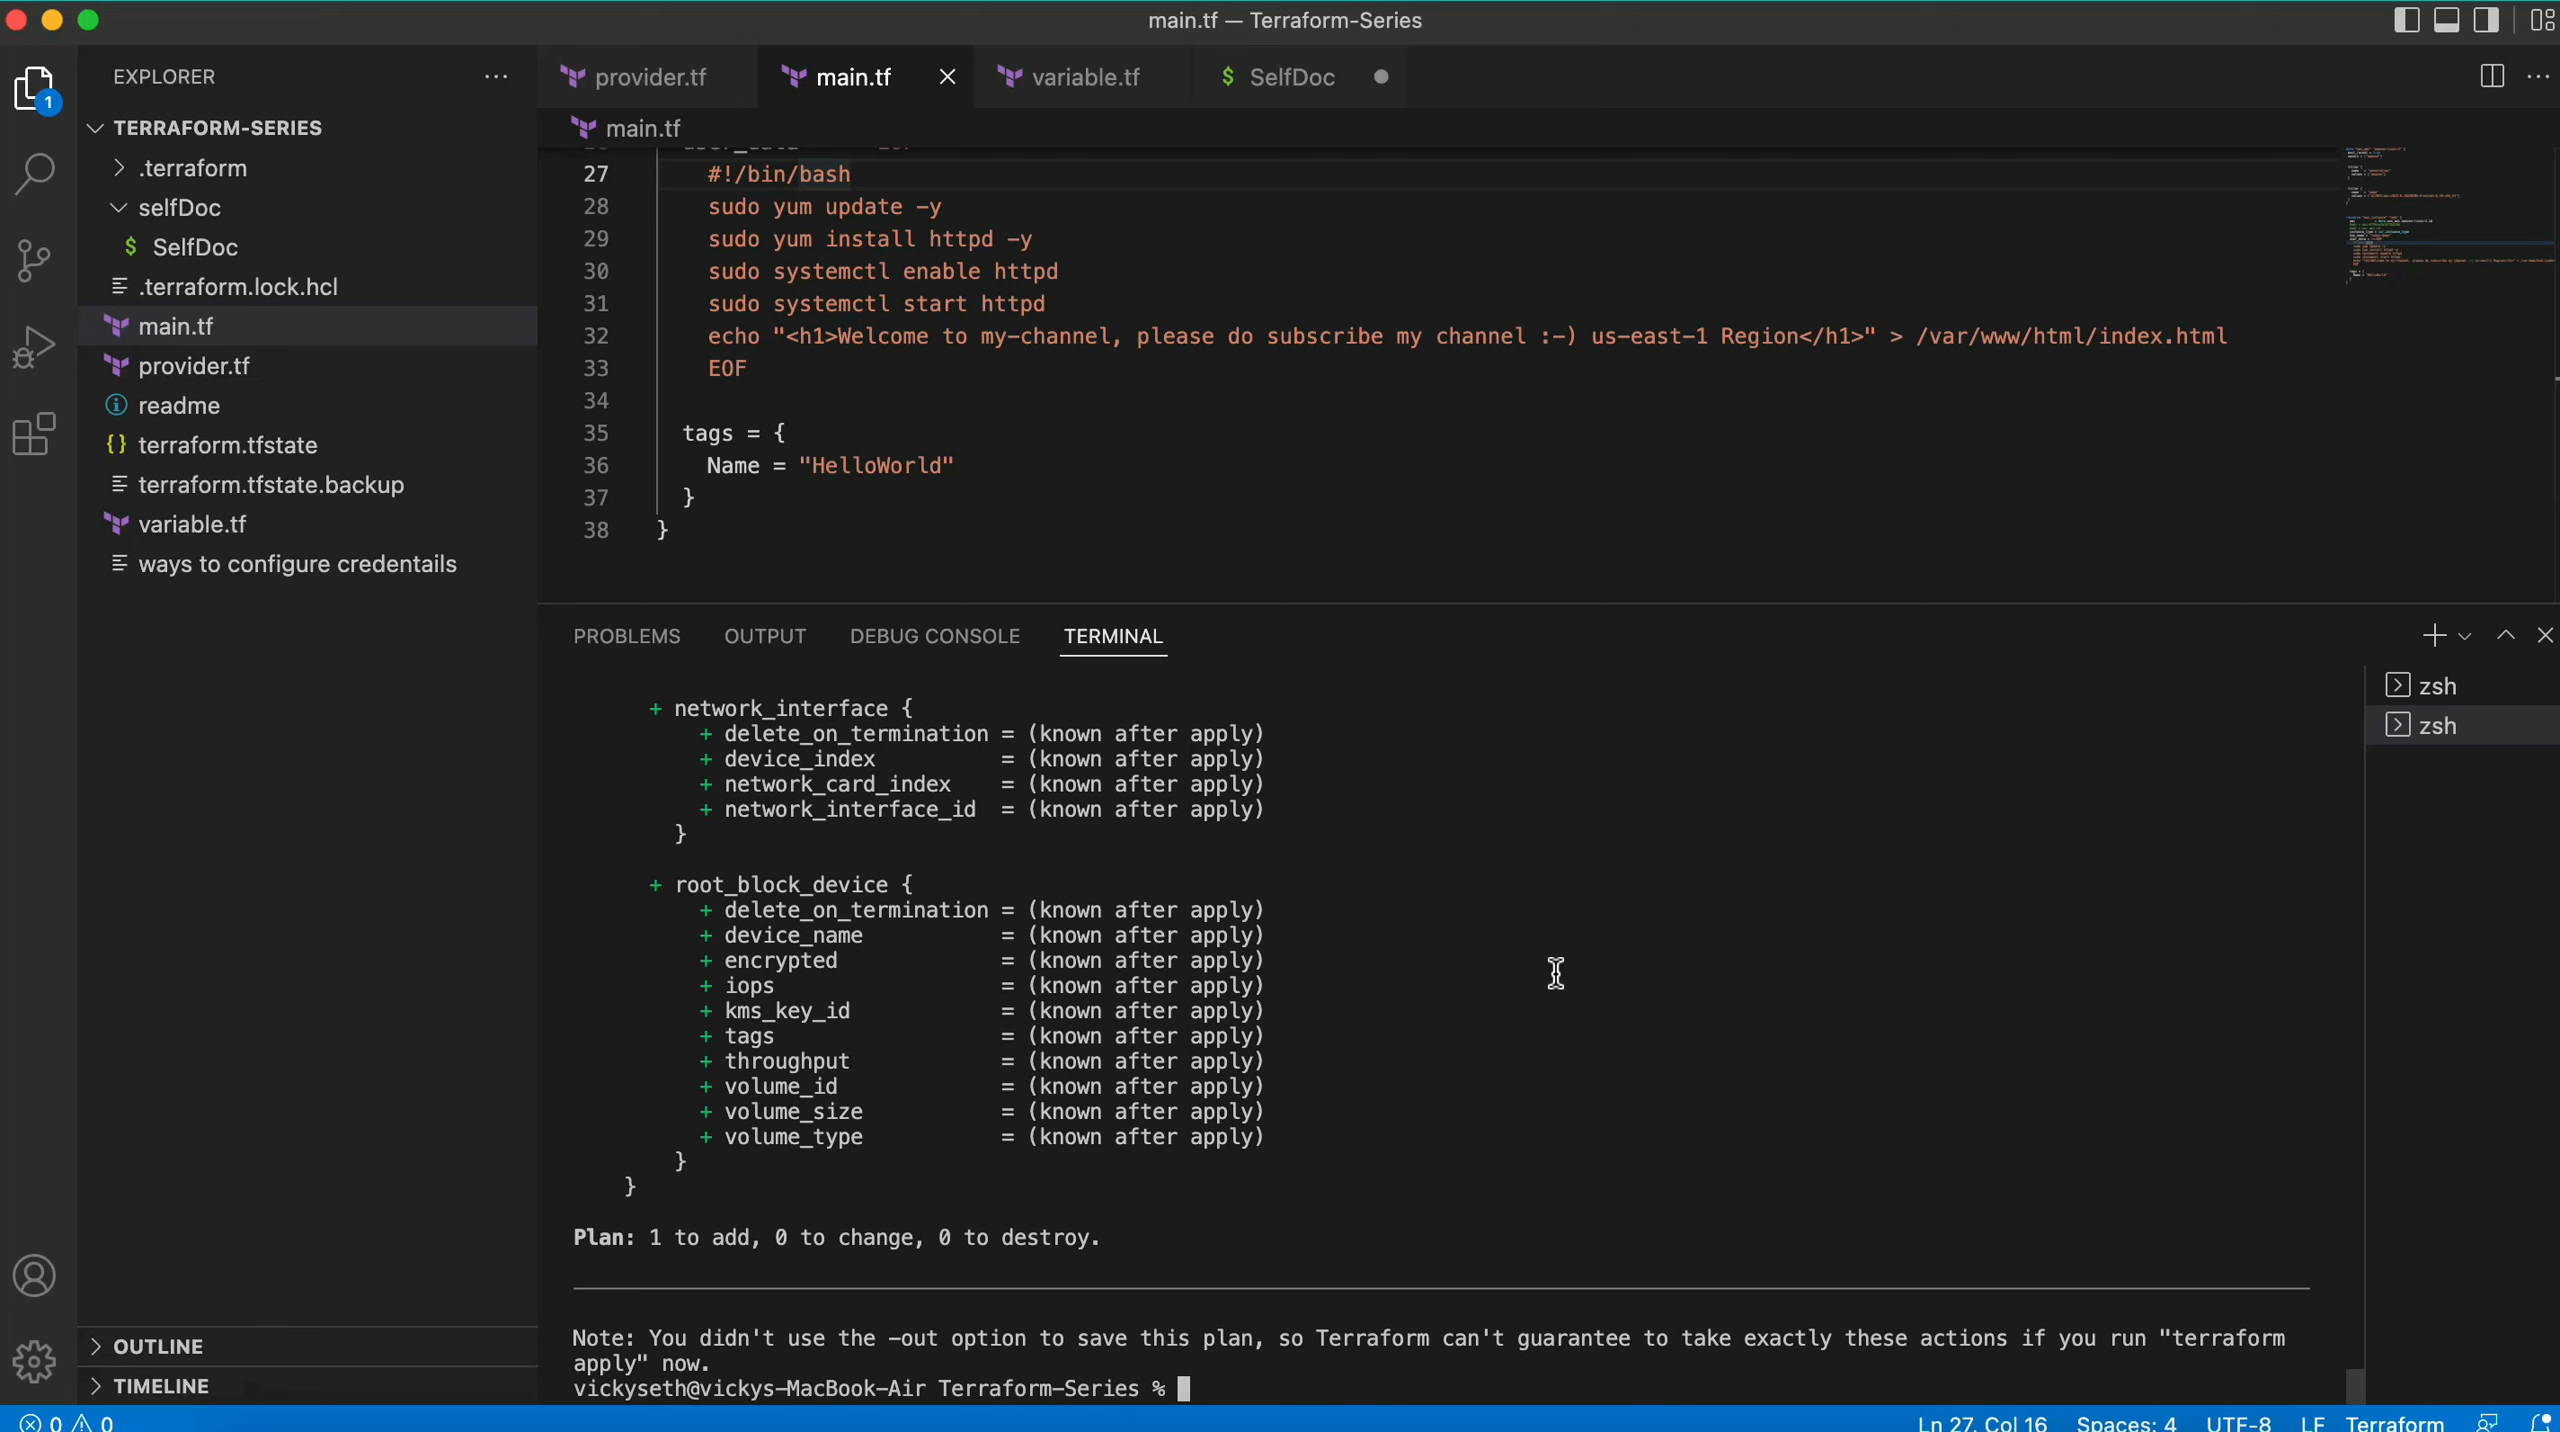 main.tf — Terraform-Series
EXPLORER
TERRAFORM-SERIES
.terraform
selfDoc
$ SelfDoc
.terraform.lock.hcl
main.tf
provider.tf
readme
{} terraform.tfstate
terraform.tfstate.backup
variable.tf
ways to configure credentails
OUTLINE
TIMELINE
1
provider.tf
main.tf
variable.tf
$ SelfDoc
main.tf
27 #!/bin/bash
28 sudo yum update -y
29 sudo yum install httpd -y
30 sudo systemctl enable httpd
31 sudo systemctl start httpd
32 echo "<h1>Welcome to my-channel, please do subscribe my channel :-) us-east-1 Region</h1>" > /var/www/html/index.html
33 EOF
34
35 tags = {
36 Name = "HelloWorld"
37 }
38 }
PROBLEMS OUTPUT DEBUG CONSOLE TERMINAL
zsh
zsh
+ network_interface {
+ delete_on_termination = (known after apply)
+ device_index = (known after apply)
+ network_card_index = (known after apply)
+ network_interface_id = (known after apply)
}
+ root_block_device {
+ delete_on_termination = (known after apply)
+ device_name = (known after apply)
+ encrypted = (known after apply)
+ iops = (known after apply)
+ kms_key_id = (known after apply)
+ tags = (known after apply)
+ throughput = (known after apply)
+ volume_id = (known after apply)
+ volume_size = (known after apply)
+ volume_type = (known after apply)
}
}
Plan: 1 to add, 0 to change, 0 to destroy.
Note: You didn't use the -out option to save this plan, so Terraform can't guarantee to take exactly these actions if you run "terraform
apply" now.
vickyseth@vickys-MacBook-Air Terraform-Series %
0 0
Ln 27, Col 16 Spaces: 4 UTF-8 LF Terraform